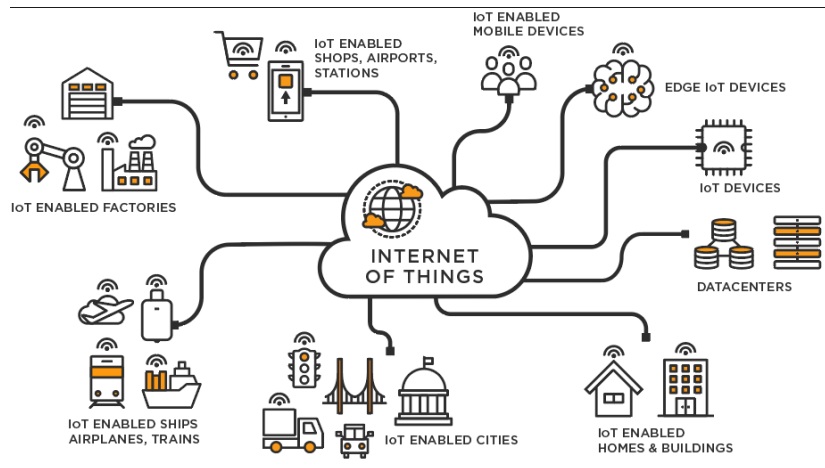 IoT ENABLED
MOBILE DEVICES
IoT ENABLED
SHOPS, AIRPORTS,
STATIONS
EDGE IoT DEVICES
IoT DEVICES
IoT ENABLED FACTORIES
INTERNET
OF THINGS
DATACENTERS
IoT ENABLED SHIPS
AIRPLANES, TRAINS
IoT ENABLED CITIES
IoT ENABLED
HOMES & BUILDINGS